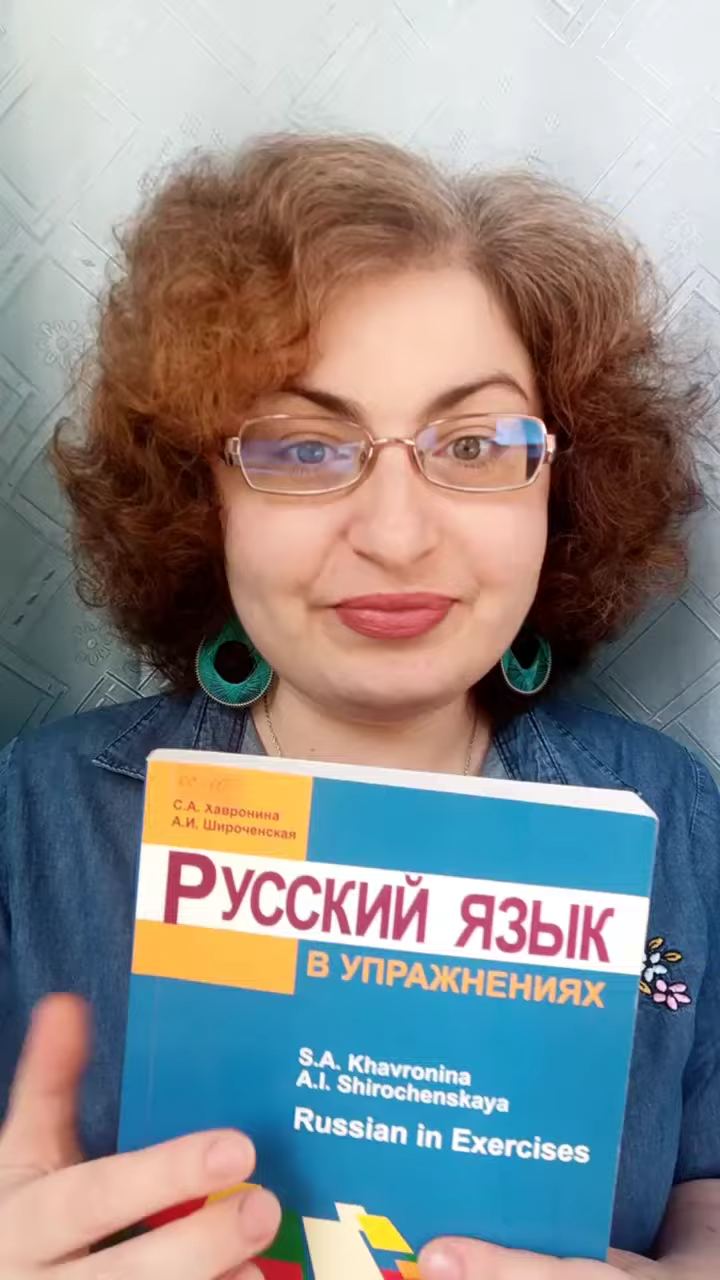 С.А. Хавронина
А.И. Широченская
Русский язык
в упражнениях
S.A. Khavronina
A.I. Shirochenskaya
Russian in Exercises